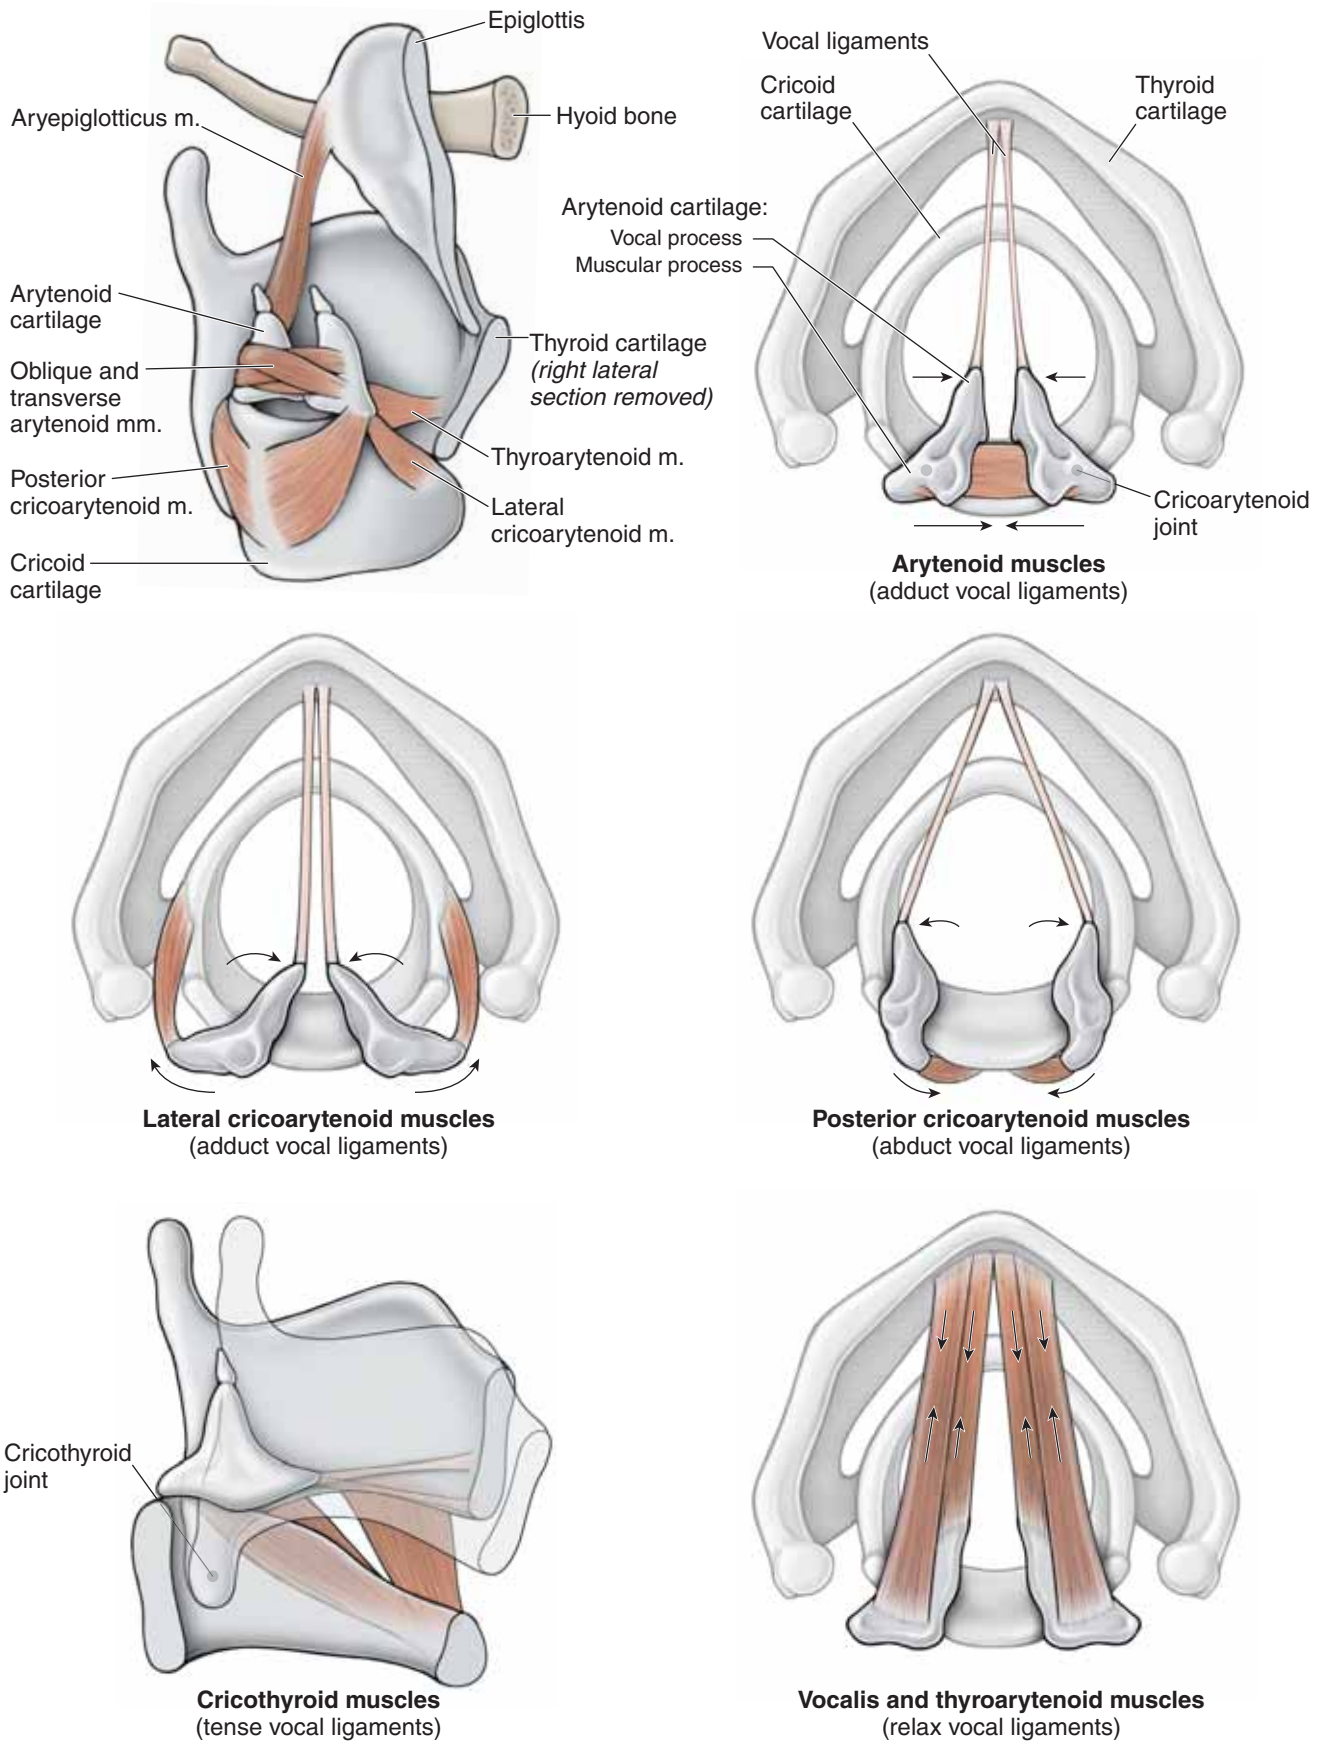 Epiglottis
Aryepiglotticus m.
Hyoid bone
Arytenoid
cartilage
Oblique and
transverse
arytenoid mm.
Thyroid cartilage
(right lateral
section removed)
Posterior
cricoarytenoid m.
Thyroarytenoid m.
Lateral
cricoarytenoid m.
Cricoid
cartilage
Vocal ligaments
Cricoid
cartilage
Thyroid
cartilage
Arytenoid cartilage:
Vocal process
Muscular process
Cricoarytenoid
joint
Arytenoid muscles
(adduct vocal ligaments)
Lateral cricoarytenoid muscles
(adduct vocal ligaments)
Posterior cricoarytenoid muscles
(abduct vocal ligaments)
Cricothyroid
joint
Cricothyroid muscles
(tense vocal ligaments)
Vocalis and thyroarytenoid muscles
(relax vocal ligaments)